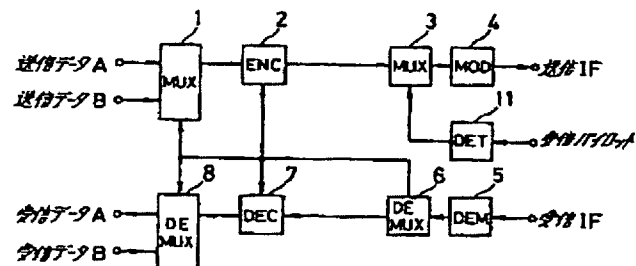 1
2
3
4
送信データA
送信データB
MUX
ENC
MUX
MOD
送信IF
11
DET
受信パイロット
8
7
6
5
受信データA
受信データB
DE MUX
DEC
DE MUX
DEM
受信IF